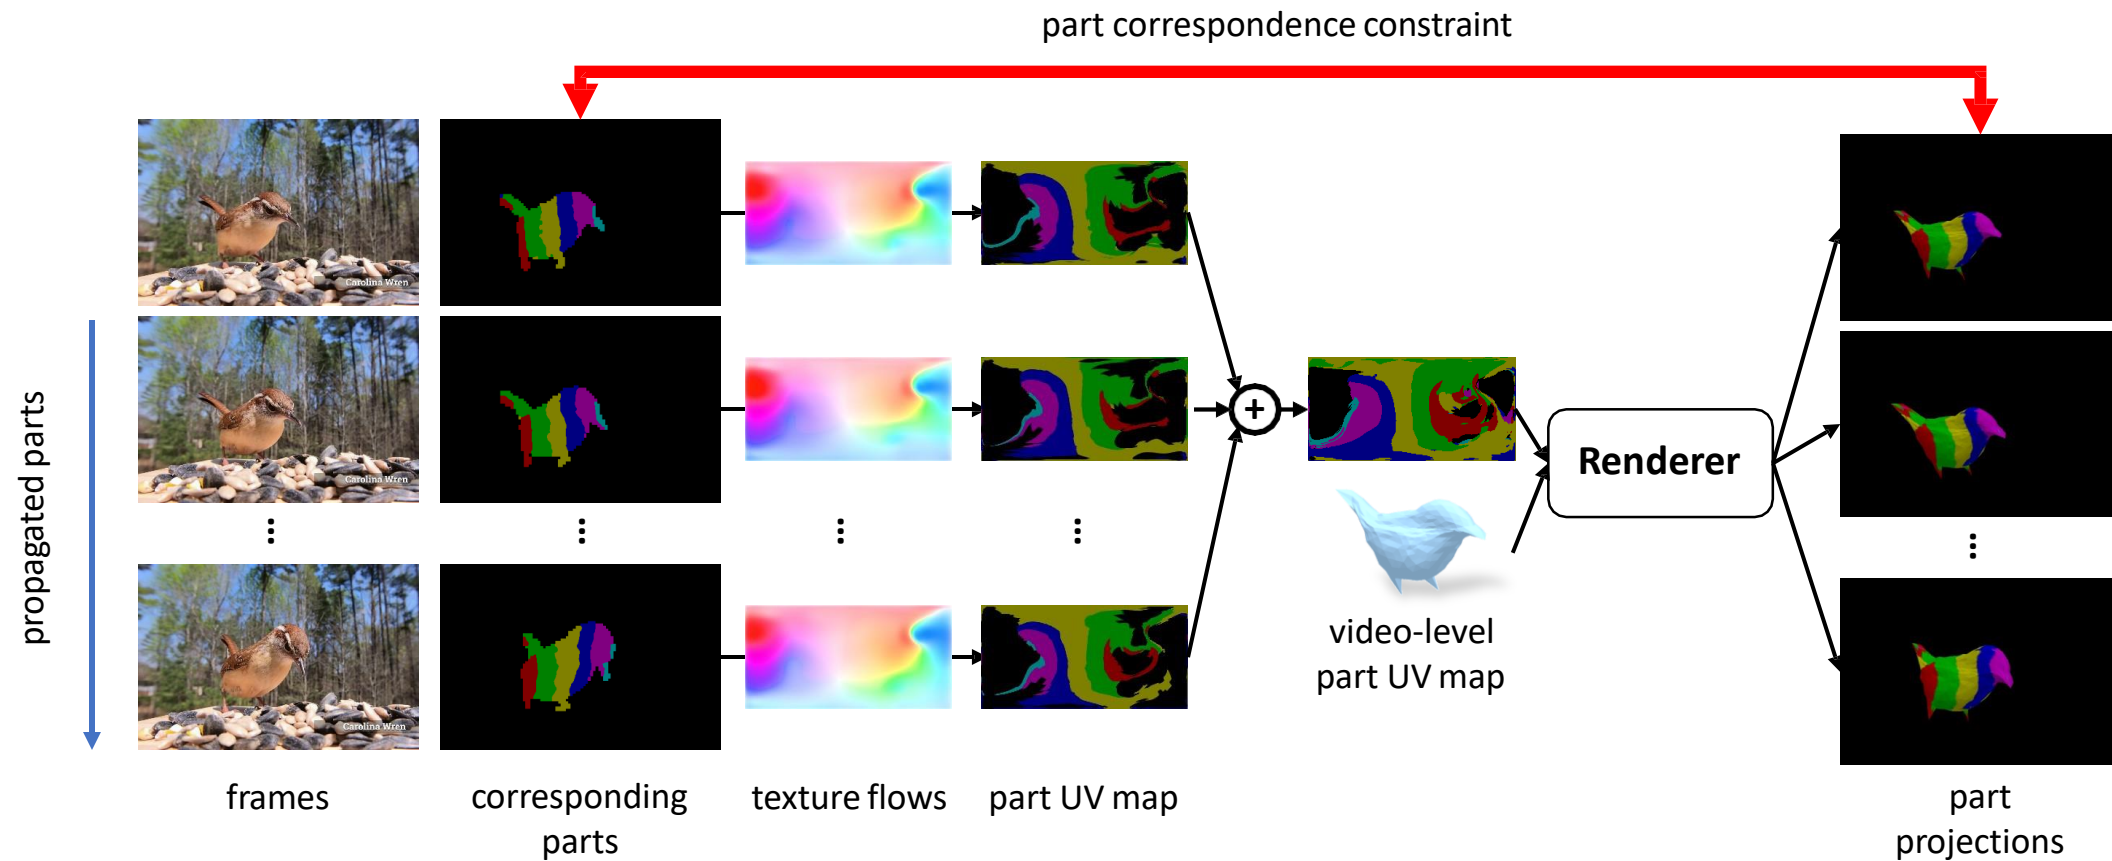 part correspondence constraint
propagated parts
Carolina Wren
Carolina Wren
Carolina Wren
+
Renderer
video-level
part UV map
frames
corresponding
parts
texture flows
part UV map
part
projections